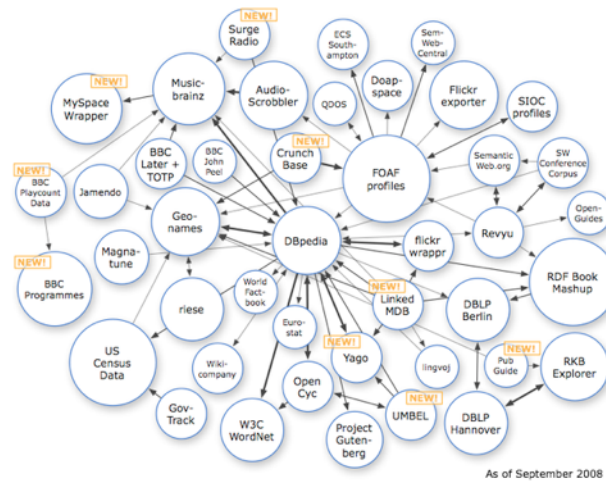 NEW!
Surge
Radio
ECS
South-
ampton
Sem-
Web-
Central
NEW!
MySpace
Wrapper
Music-
brainz
Audio-
Scrobbler
QDOS
Doap-
space
Flickr
exporter
SIOC
profiles
NEW!
BBC
Playcount
Data
Jamendo
BBC
Later +
TOTP
BBC
John
Peel
NEW!
Crunch
Base
FOAF
profiles
Semantic
Web.org
SW
Conference
Corpus
Geo-
names
DBpedia
flickr
wrappr
Revyu
Open-
Guides
NEW!
BBC
Programmes
Magna-
tune
riese
World
Fact-
book
Euro-
stat
NEW!
Linked
MDB
DBLP
Berlin
RDF Book
Mashup
US
Census
Data
Wiki-
company
Open
Cyc
NEW!
Yago
lingvoj
NEW!
Pub
Guide
RKB
Explorer
Gov-
Track
W3C
WordNet
Project
Guten-
berg
NEW!
UMBEL
DBLP
Hannover
As of September 2008